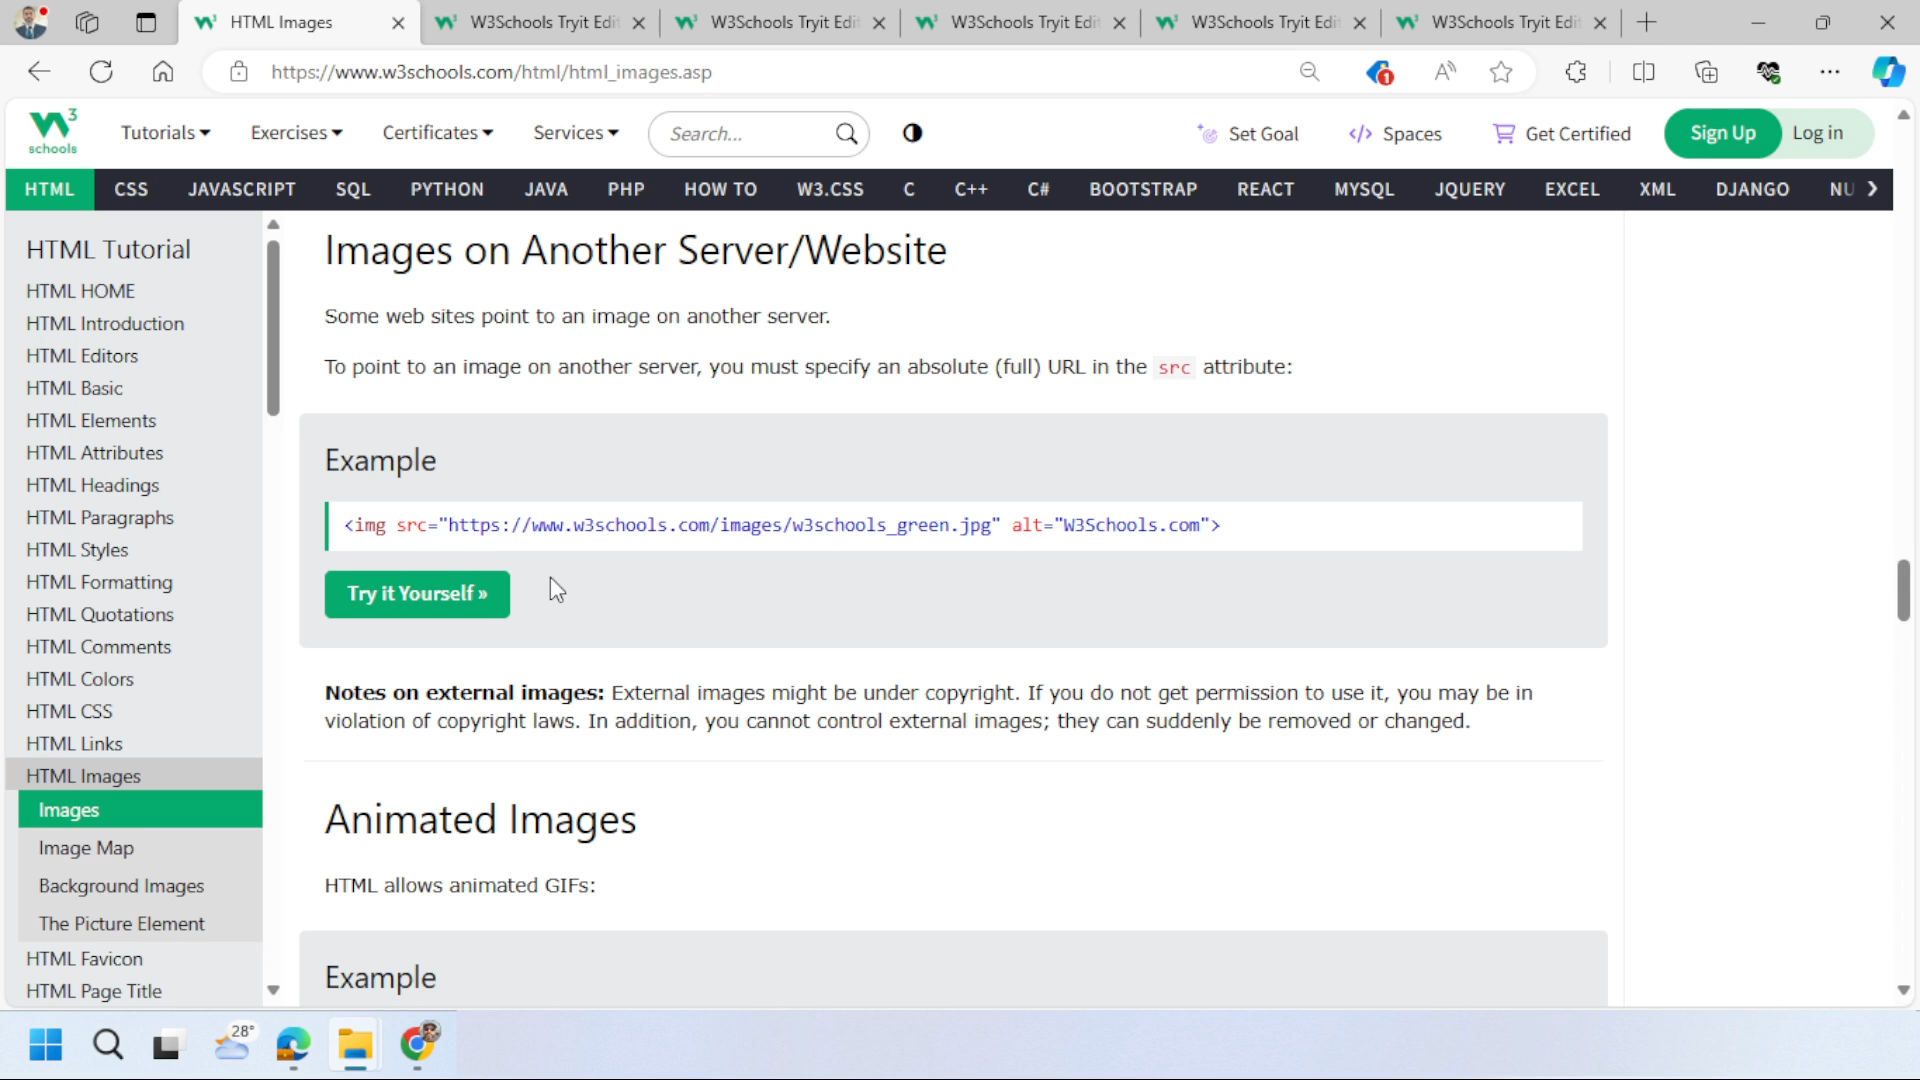 HTML Images
W3Schools Tryit Edit
W3Schools Tryit Edit
W3Schools Tryit Edit
W3Schools Tryit Edit
W3Schools Tryit Edit
https://www.w3schools.com/html/html_images.asp
1
W3
schools
Tutorials
Exercises
Certificates
Services
Search...
Set Goal
</> Spaces
Get Certified
Sign Up
Log in
HTML CSS JAVASCRIPT SQL PYTHON JAVA PHP HOW TO W3.CSS C C++ C# BOOTSTRAP REACT MYSQL JQUERY EXCEL XML DJANGO NU
HTML Tutorial
HTML HOME
HTML Introduction
HTML Editors
HTML Basic
HTML Elements
HTML Attributes
HTML Headings
HTML Paragraphs
HTML Styles
HTML Formatting
HTML Quotations
HTML Comments
HTML Colors
HTML CSS
HTML Links
HTML Images
Images
Image Map
Background Images
The Picture Element
HTML Favicon
HTML Page Title
Images on Another Server/Website
Some web sites point to an image on another server.
To point to an image on another server, you must specify an absolute (full) URL in the src attribute:
Example
<img src="https://www.w3schools.com/images/w3schools_green.jpg" alt="W3Schools.com">
Try it Yourself »
Notes on external images: External images might be under copyright. If you do not get permission to use it, you may be in
violation of copyright laws. In addition, you cannot control external images; they can suddenly be removed or changed.
Animated Images
HTML allows animated GIFs:
Example
28°